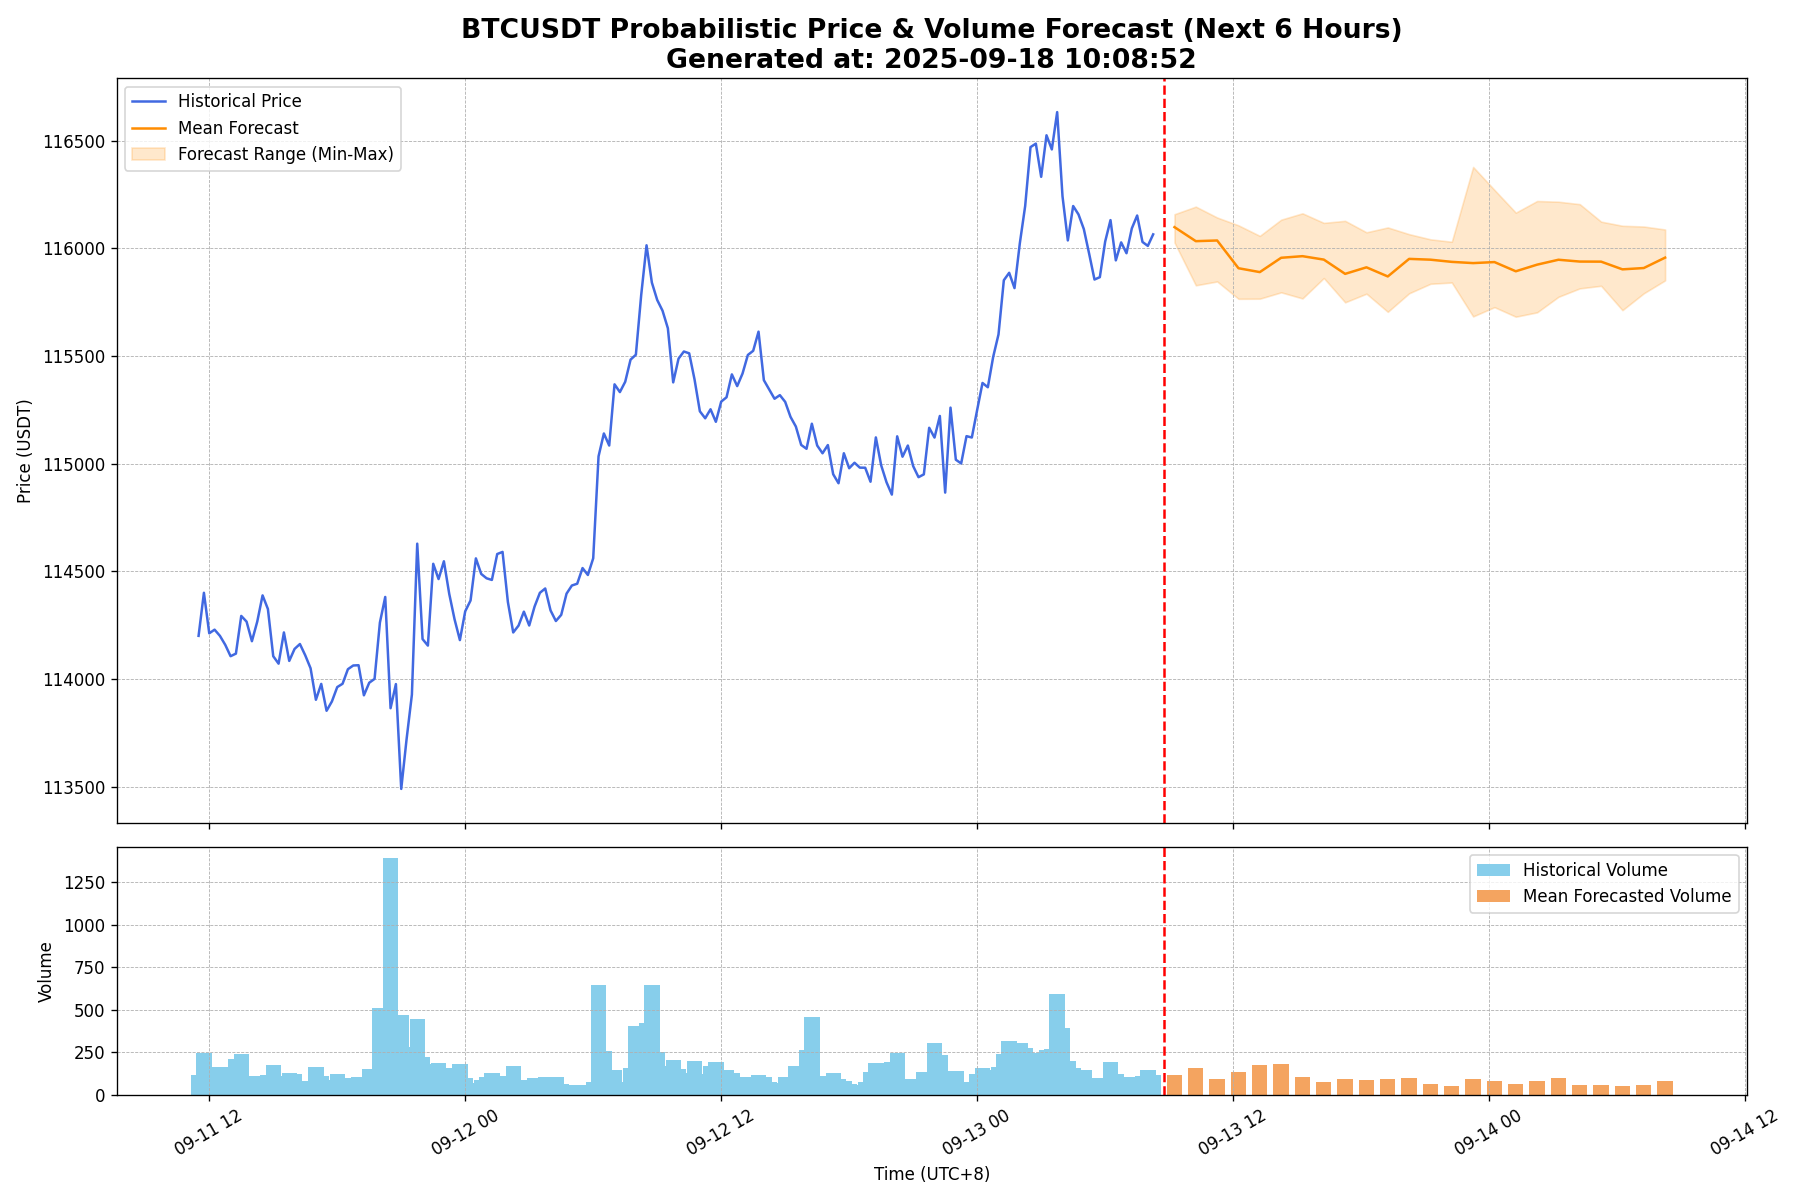 BTCUSDT Probabilistic Price & Volume Forecast (Next 6 Hours)
Generated at: 2025-09-18 10:08:52
Historical Price
Mean Forecast
Forecast Range (Min-Max)
Price (USDT)
116500
116000
115500
115000
114500
114000
113500
Historical Volume
Mean Forecasted Volume
Volume
1250
1000
750
500
250
0
09-11 12
09-12 00
09-12 12
09-13 00
09-13 12
09-14 00
09-14 12
Time (UTC+8)